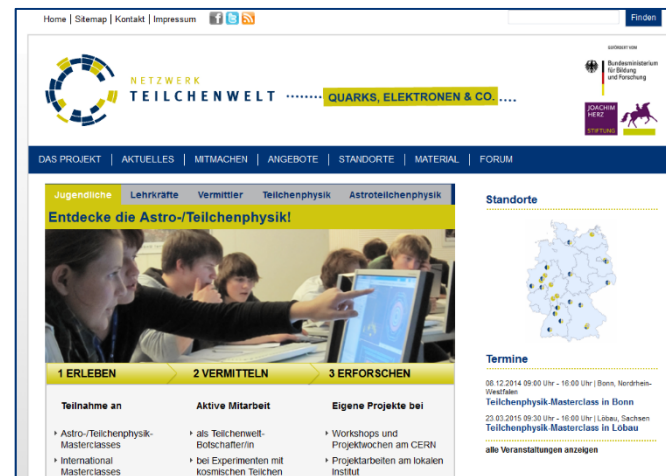 Home | Sitemap | Kontakt | Impressum
Finden
NETZWERK
TEILCHENWELT
QUARKS, ELEKTRONEN & CO.
GEFÖRDERT VOM
Bundesministerium
für Bildung
und Forschung
JOACHIM
HERZ
STIFTUNG
DAS PROJEKT | AKTUELLES | MITMACHEN | ANGEBOTE | STANDORTE | MATERIAL | FORUM
Jugendliche Lehrkräfte Vermittler Teilchenphysik Astroteilchenphysik
Entdecke die Astro-/Teilchenphysik!
1 ERLEBEN
2 VERMITTELN
3 ERFORSCHEN
Teilnahme an
Astro-/Teilchenphysik-
Masterclasses
International
Masterclasses
Aktive Mitarbeit
als Teilchenwelt-
Botschafter/in
bei Experimenten mit
kosmischen Teilchen
Eigene Projekte bei
Workshops und
Projektwochen am CERN
Projektarbeiten am lokalen
Institut
Standorte
Termine
08.12.2014 09:00 Uhr - 16:00 Uhr | Bonn, Nordrhein-
Westfalen
Teilchenphysik-Masterclass in Bonn
23.03.2015 09:30 Uhr - 16:00 Uhr | Löbau, Sachsen
Teilchenphysik-Masterclass in Löbau
alle Veranstaltungen anzeigen